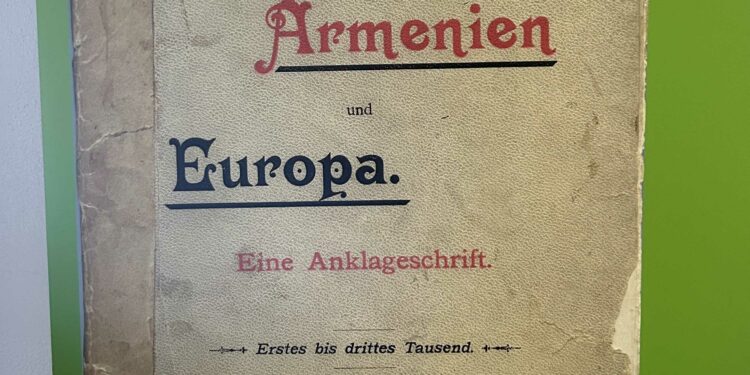 Armenien
und
Europa.
Eine Anklageschrift.
Erstes bis drittes Tausend.